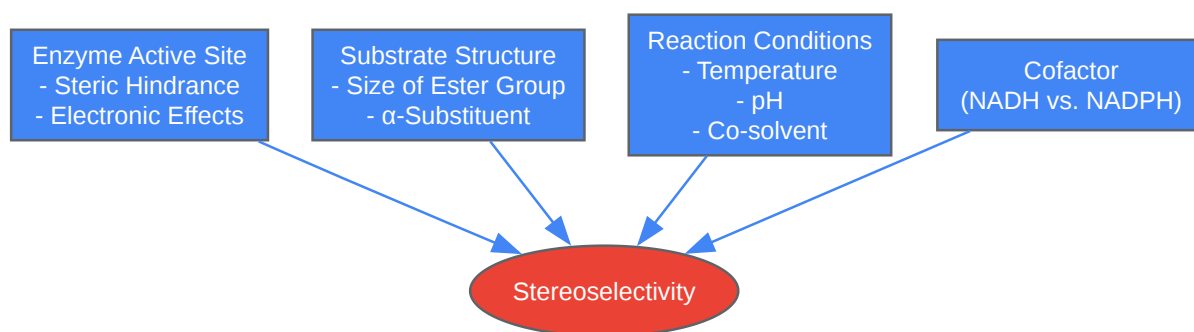 Enzyme Active Site
- Steric Hindrance
- Electronic Effects
Substrate Structure
- Size of Ester Group
- α-Substituent
Reaction Conditions
- Temperature
- pH
- Co-solvent
Cofactor
(NADH vs. NADPH)
Stereoselectivity